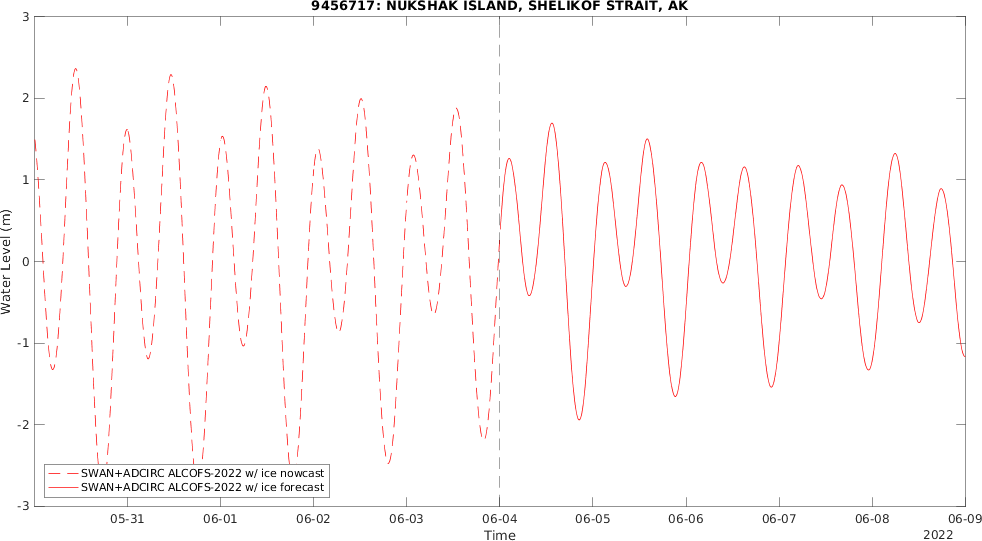 9456717: NUKSHAK ISLAND, SHELIKOF STRAIT, AK
3
2
1
0
-1
-2
-3
Water Level (m)
SWAN+ADCIRC ALCOFS-2022 w/ ice nowcast
SWAN+ADCIRC ALCOFS-2022 w/ ice forecast
05-31 06-01 06-02 06-03 06-04 06-05 06-06 06-07 06-08 06-09
Time
2022